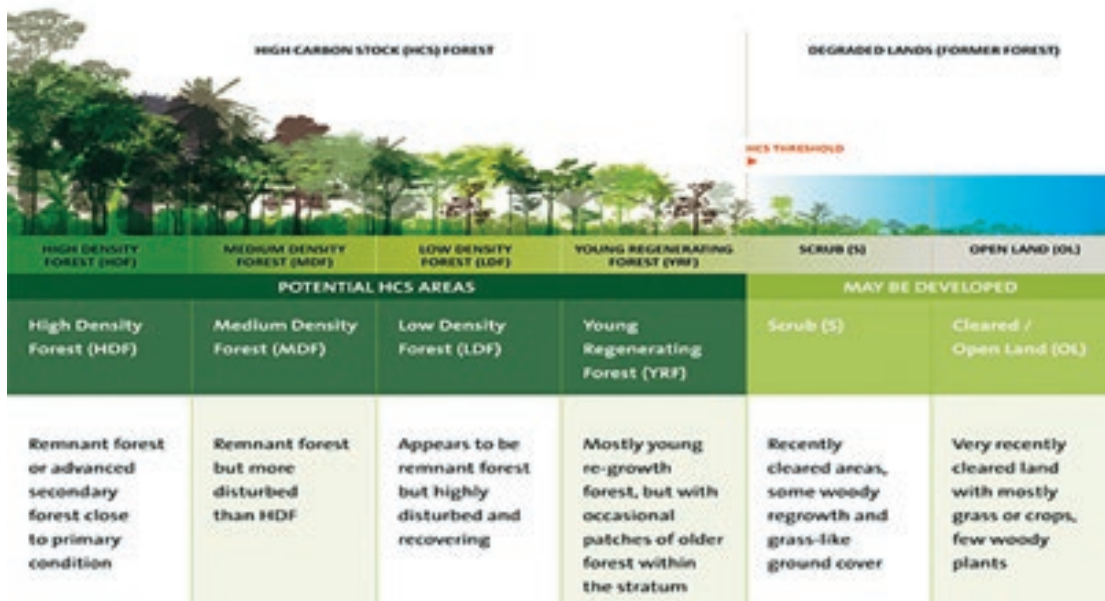 HIGH CARBON STOCK (HCS) FOREST
DEGRADED LANDS (FORMER FOREST)
HCS THRESHOLD
HIGH DENSITY
FOREST (HDF)
MEDIUM DENSITY
FOREST (MDF)
LOW DENSITY
FOREST (LDF)
YOUNG REGENERATING
FOREST (YRF)
SCRUB (S)
OPEN LAND (OL)
POTENTIAL HCS AREAS
MAY BE DEVELOPED
High Density
Forest (HDF)
Medium Density
Forest (MDF)
Low Density
Forest (LDF)
Young
Regenerating
Forest (YRF)
Scrub (S)
Cleared /
Open Land (OL)
Remnant forest
or advanced
secondary
forest close
to primary
condition
Remnant forest
but more
disturbed
than HDF
Appears to be
remnant forest
but highly
disturbed and
recovering
Mostly young
re-growth
forest, but with
occasional
patches of older
forest within
the stratum
Recently
cleared areas,
some woody
regrowth and
grass-like
ground cover
Very recently
cleared land
with mostly
grass or crops,
few woody
plants